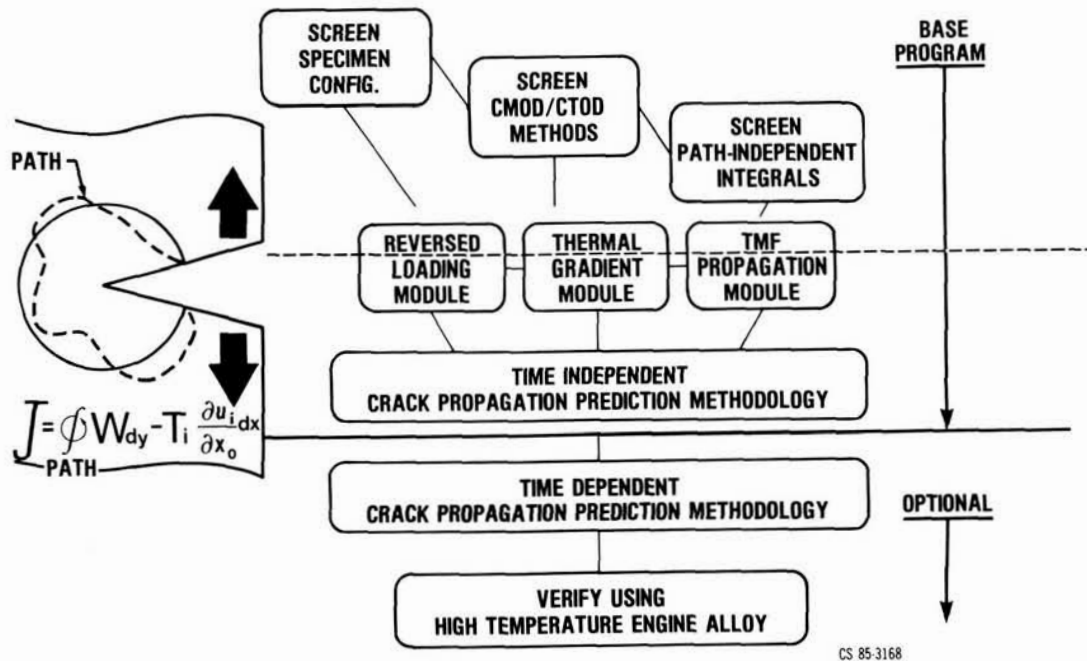 SCREEN
SPECIMEN
CONFIG.
SCREEN
CMOD/CTOD
METHODS
SCREEN
PATH-INDEPENDENT
INTEGRALS
BASE
PROGRAM
PATH
REVERSED
LOADING
MODULE
THERMAL
GRADIENT
MODULE
TMF
PROPAGATION
MODULE
TIME INDEPENDENT
CRACK PROPAGATION PREDICTION METHODOLOGY
J = ∮ Wdy - Ti ∂ui/∂xo dx
PATH
TIME DEPENDENT
CRACK PROPAGATION PREDICTION METHODOLOGY
OPTIONAL
VERIFY USING
HIGH TEMPERATURE ENGINE ALLOY
CS 85-3168